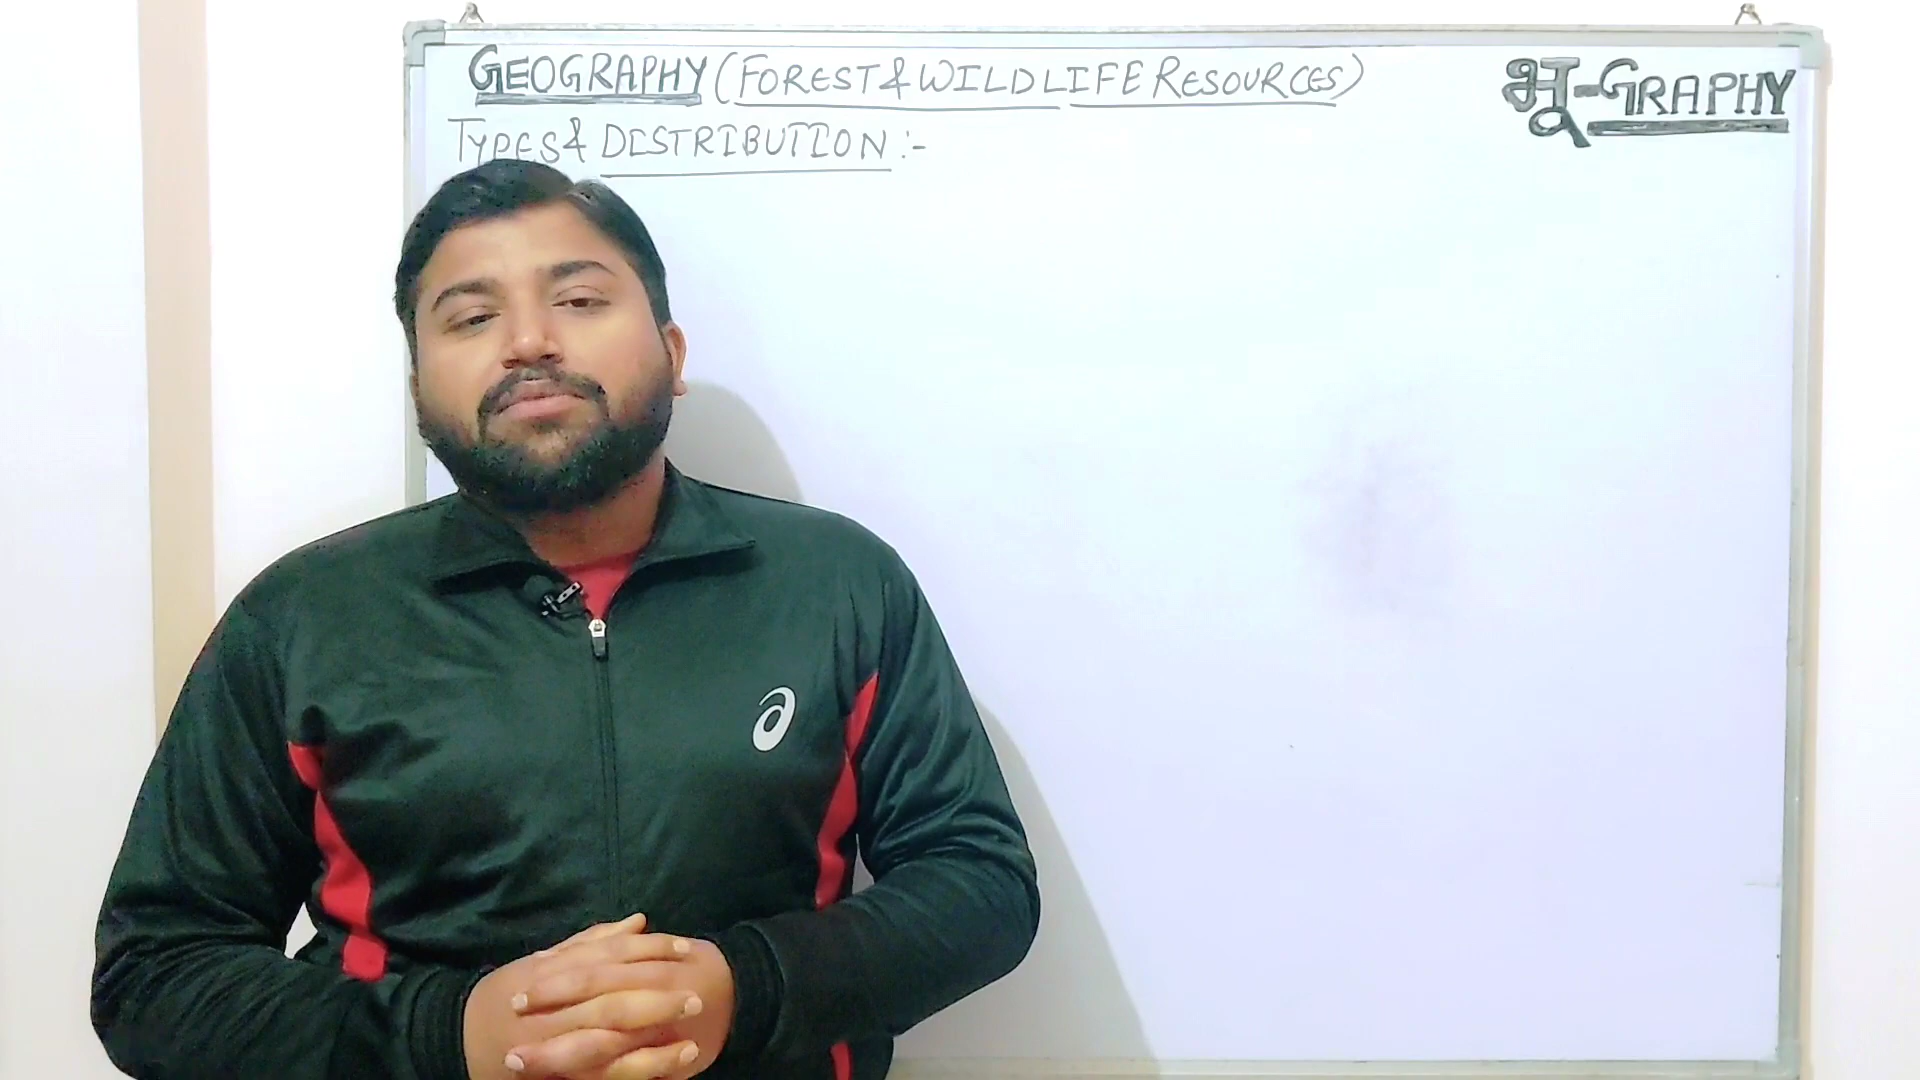 GEOGRAPHY (FOREST & WILDLIFE RESOURCES)
भू-GRAPHY
TYPES & DISTRIBUTION :-